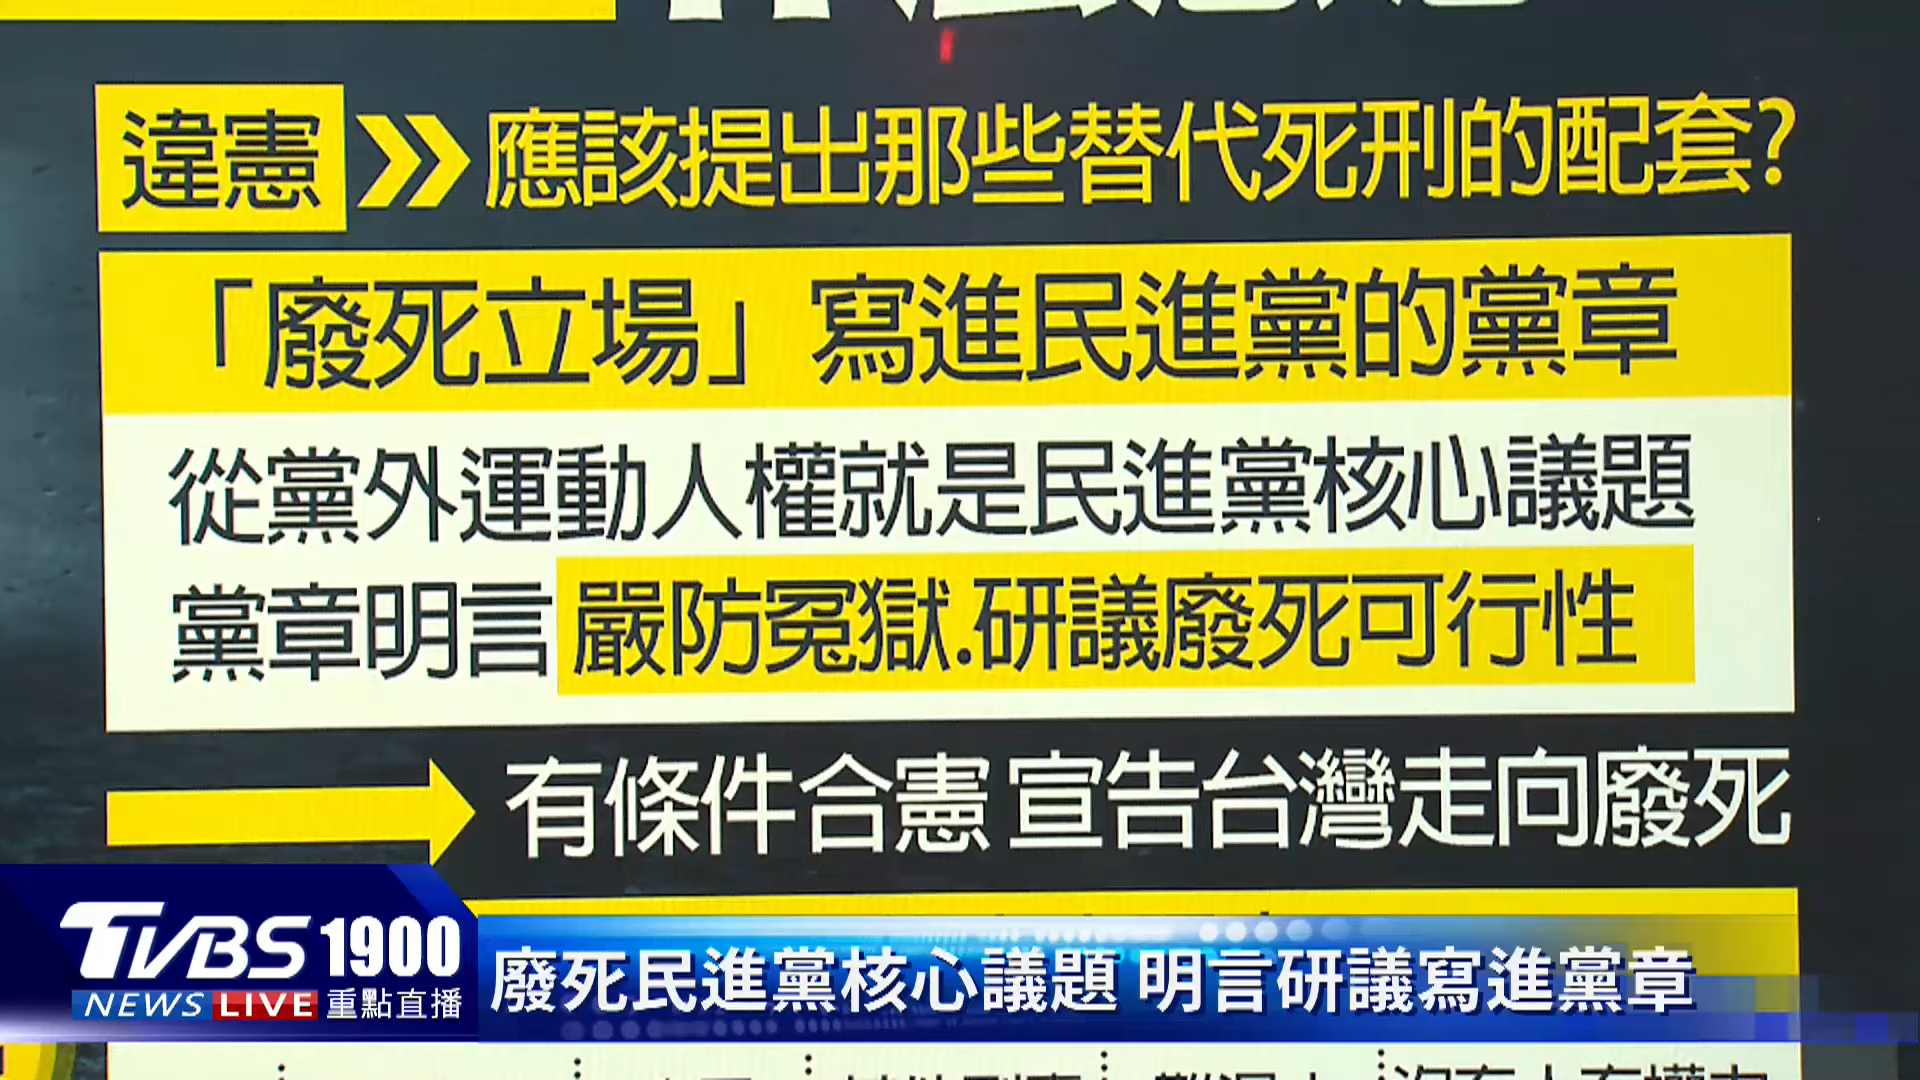 違憲 應該提出那些替代死刑的配套?
「廢死立場」寫進民進黨的黨章
從黨外運動人權就是民進黨核心議題
黨章明言 嚴防冤獄.研議廢死可行性
有條件合憲 宣告台灣走向廢死
TVBS 1900
NEWS LIVE 重點直播
廢死民進黨核心議題 明言研議寫進黨章